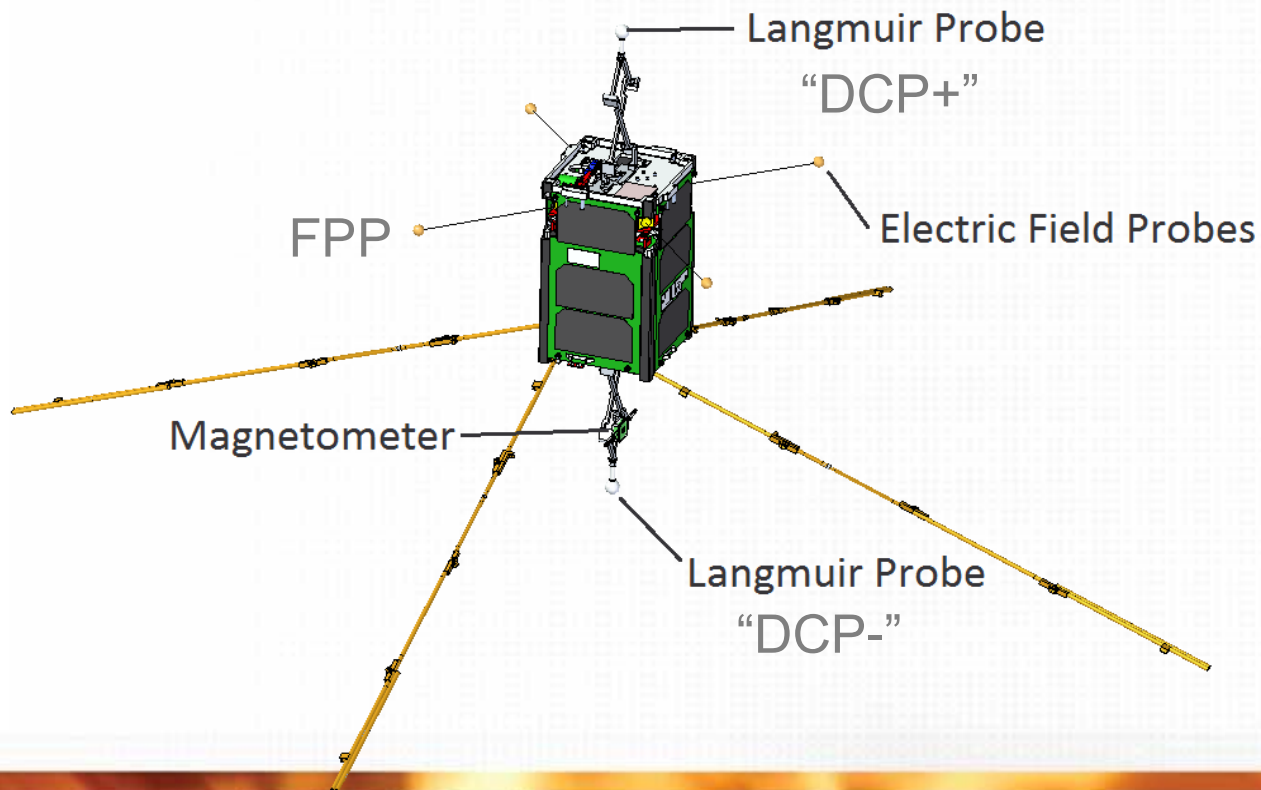 Langmuir Probe
“DCP+”
FPP
Electric Field Probes
Magnetometer
Langmuir Probe
“DCP-”